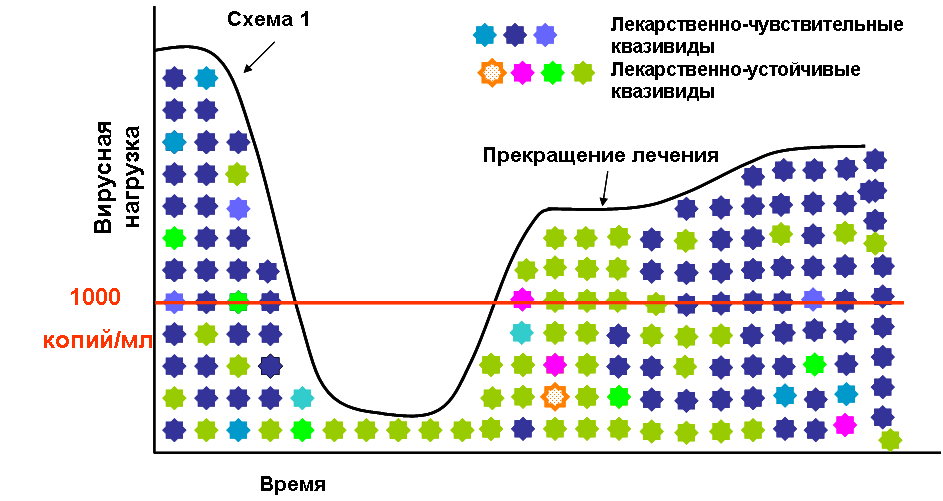 Схема 1
Лекарственно-чувствительные
квазивиды
Лекарственно-устойчивые
квазивиды
Прекращение лечения
Вирусная
нагрузка
1000
копий/мл
Время